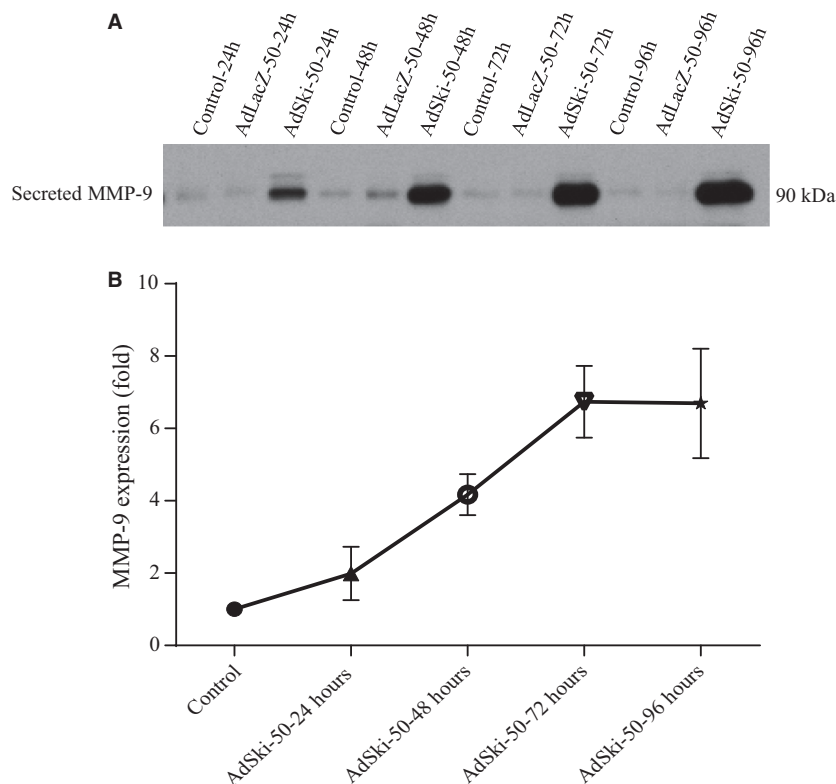 A
Control-24h
AdLacZ-50-24h
AdSki-50-24h
Control-48h
AdLacZ-50-48h
AdSki-50-48h
Control-72h
AdLacZ-50-72h
AdSki-50-72h
Control-96h
AdLacZ-50-96h
AdSki-50-96h
Secreted MMP-9
90 kDa
B
MMP-9 expression (fold)
10
8
6
4
2
0
Control
AdSki-50-24 hours
AdSki-50-48 hours
AdSki-50-72 hours
AdSki-50-96 hours